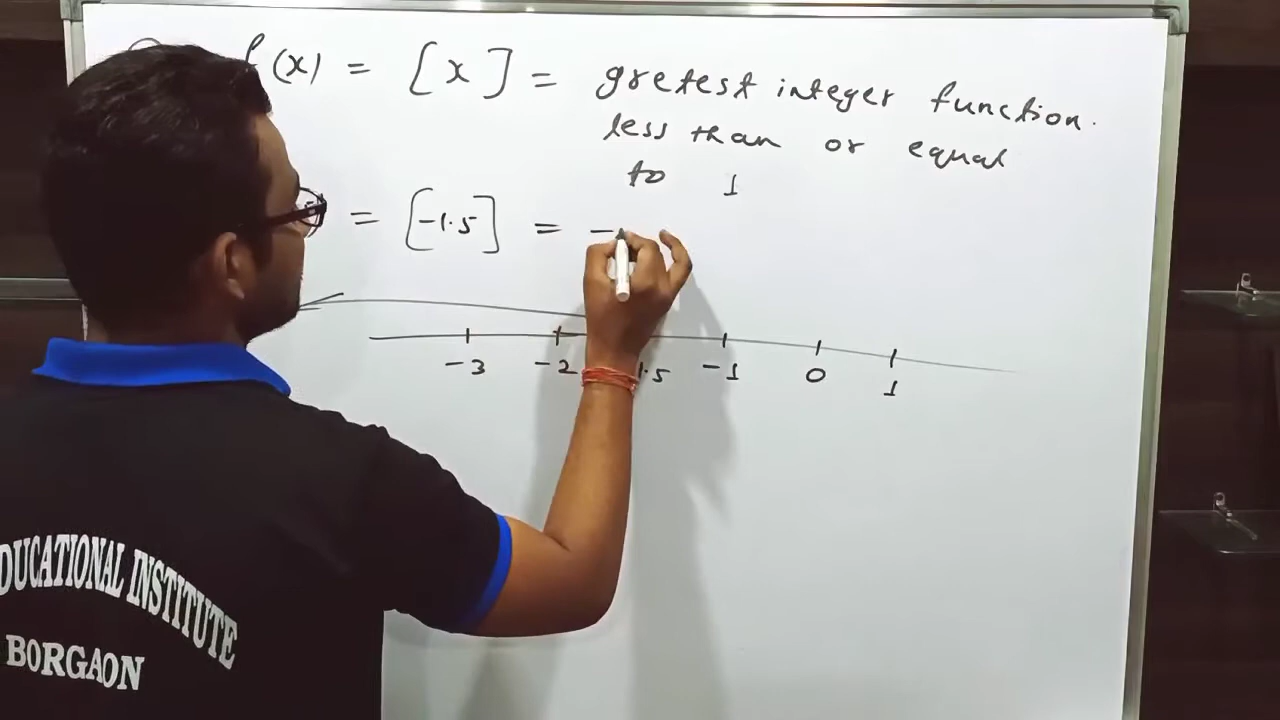 f(x) = [x] = gretest integer function.
less than or equal
to 1
= [-1.5] = -
-3 -2 1.5 -1 0 1
DUCATIONAL INSTITUTE
BORGAON